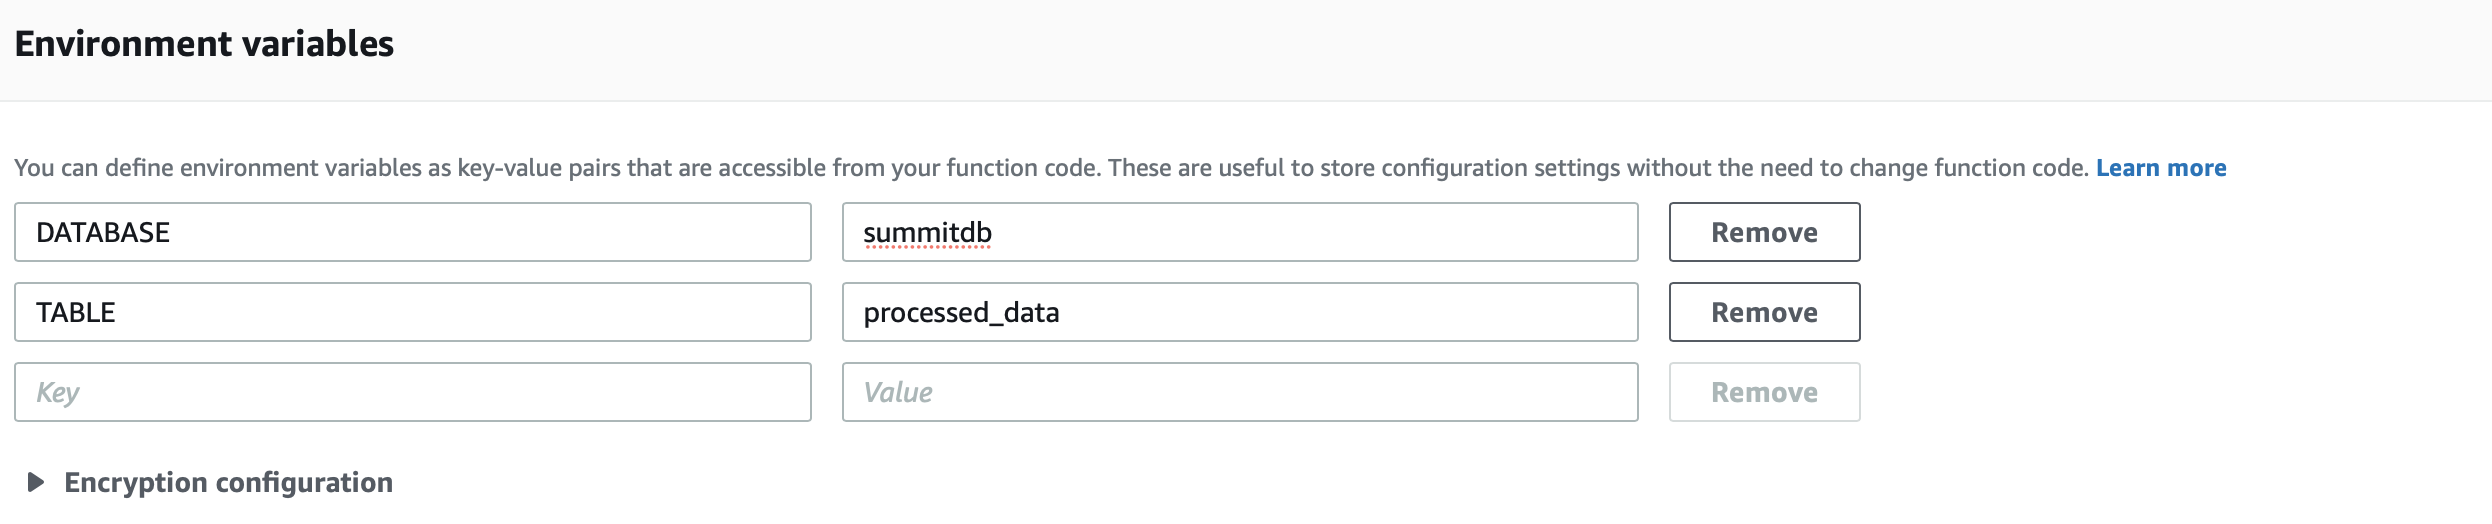 Environment variables
You can define environment variables as key-value pairs that are accessible from your function code. These are useful to store configuration settings without the need to change function code. Learn more
DATABASE summitdb Remove
TABLE processed_data Remove
Key Value Remove
Encryption configuration